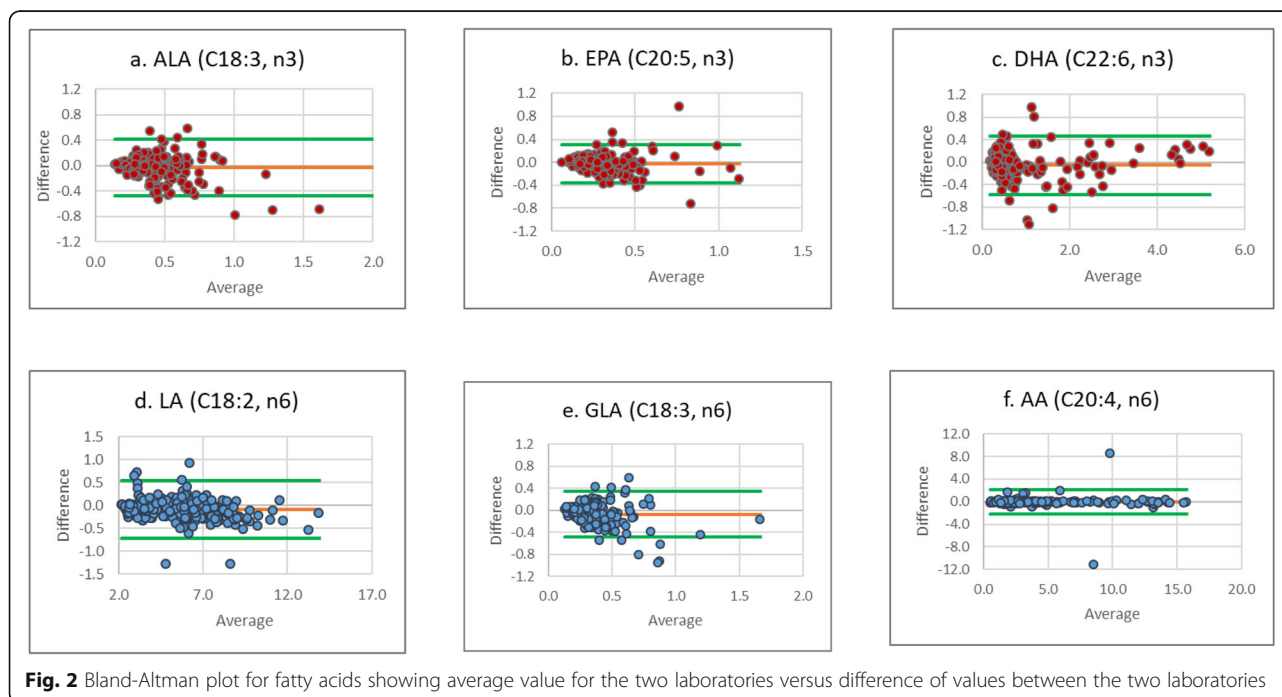 a. ALA (C18:3, n3)
1.2
0.8
0.4
0.0
-0.4
-0.8
-1.2
Difference
0.0 0.5 1.0 1.5 2.0
Average
b. EPA (C20:5, n3)
1.2
0.8
0.4
0.0
-0.4
-0.8
-1.2
Difference
0.0 0.5 1.0 1.5
Average
c. DHA (C22:6, n3)
1.2
0.8
0.4
0.0
-0.4
-0.8
-1.2
Difference
0.0 2.0 4.0 6.0
Average
d. LA (C18:2, n6)
1.5
1.0
0.5
0.0
-0.5
-1.0
-1.5
Difference
2.0 7.0 12.0 17.0
Average
e. GLA (C18:3, n6)
1.2
0.8
0.4
0.0
-0.4
-0.8
-1.2
Difference
0.0 0.5 1.0 1.5 2.0
Average
f. AA (C20:4, n6)
12.0
8.0
4.0
0.0
-4.0
-8.0
-12.0
Difference
0.0 5.0 10.0 15.0 20.0
Average
Fig. 2 Bland-Altman plot for fatty acids showing average value for the two laboratories versus difference of values between the two laboratories